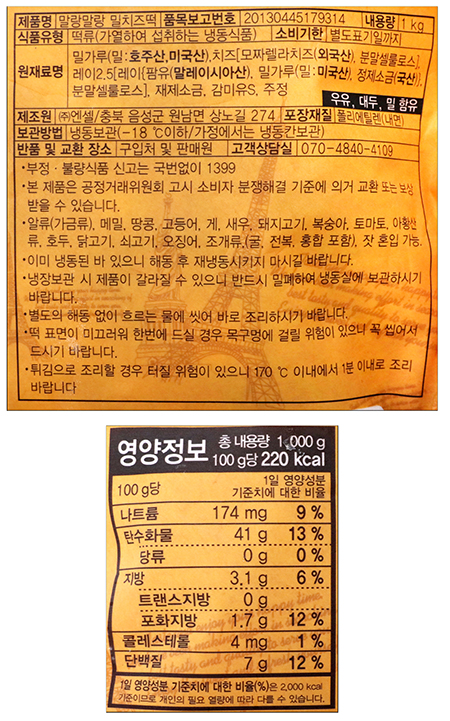 제품명 말랑말랑 밀치즈떡 품목보고번호 20130445179314 내용량 1 kg
식품유형 떡류(가열하여 섭취하는 냉동식품) 소비기한 별도표기일까지
원재료명 밀가루(밀:호주산,미국산),치즈[모짜렐라치즈(외국산), 분말셀룰로스],
레이2.5[레이(팜유(말레이시아산), 밀가루(밀:미국산), 정제소금(국산)),
분말셀룰로스], 재제소금, 감미유S, 주정
우유, 대두, 밀 함유
제조원 ㈜엔셀/충북 음성군 원남면 상노길 274 포장재질 폴리에틸렌(내면)
보관방법 냉동보관(-18 ℃이하/가정에서는 냉동칸보관)
반품 및 교환 장소 구입처 및 판매원 고객상담실 070-4840-4109
•부정 · 불량식품 신고는 국번없이 1399
•본 제품은 공정거래위원회 고시 소비자 분쟁해결 기준에 의거 교환 또는 보상
받을 수 있습니다.
•알류(가금류), 메밀, 땅콩, 고등어, 게, 새우, 돼지고기, 복숭아, 토마토, 아황산
류, 호두, 닭고기, 쇠고기, 오징어, 조개류,(굴, 전복, 홍합 포함), 잣 혼입 가능.
•이미 냉동된 바 있으니 해동 후 재냉동시키지 마시길 바랍니다.
•냉장보관 시 제품이 갈라질 수 있으니 반드시 밀폐하여 냉동실에 보관하시기
바랍니다.
•별도의 해동 없이 흐르는 물에 씻어 바로 조리하시기 바랍니다.
•떡 표면이 미끄러워 한번에 드실 경우 목구멍에 걸릴 위험이 있으니 꼭 씹어서
드시기 바랍니다.
•튀김으로 조리할 경우 터질 위험이 있으니 170 ℃ 이내에서 1분 이내로 조리
바랍니다
영양정보 총 내용량 1,000 g
100 g당 220 kcal
100 g당 1일 영양성분
기준치에 대한 비율
나트륨 174 mg 9 %
탄수화물 41 g 13 %
당류 0 g 0 %
지방 3.1 g 6 %
트랜스지방 0 g
포화지방 1.7 g 12 %
콜레스테롤 4 mg 1 %
단백질 7 g 12 %
1일 영양성분 기준치에 대한 비율(%)은 2,000 kcal
기준이므로 개인의 필요 열량에 따라 다를 수 있습니다.